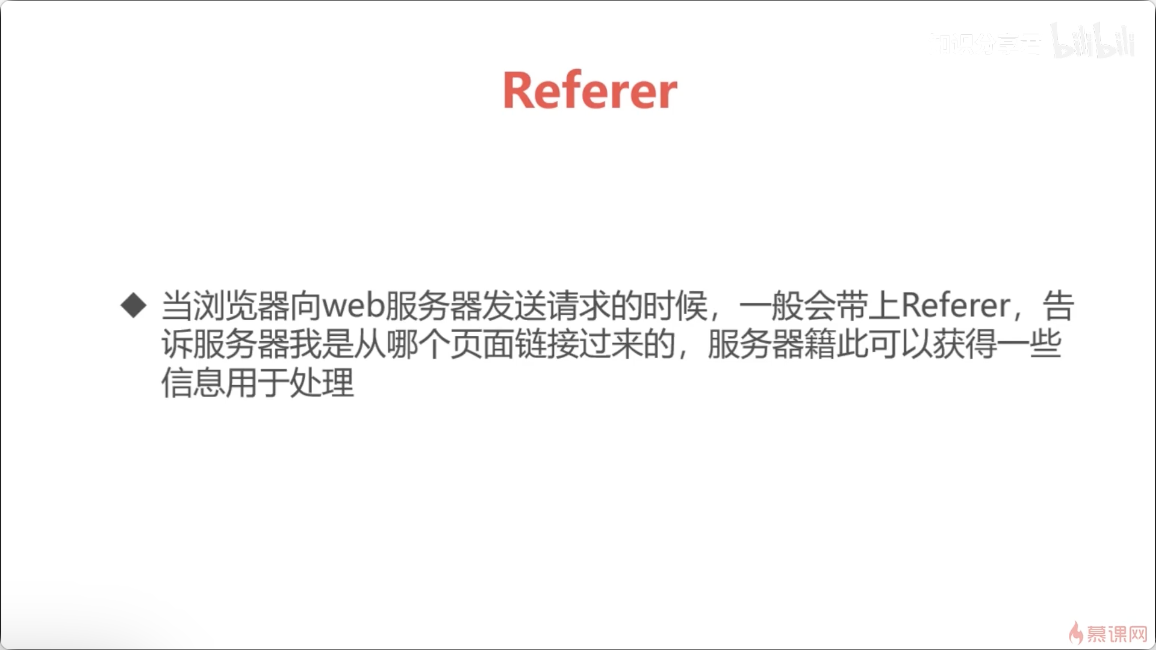 bilibili
Referer
◆ 当浏览器向web服务器发送请求的时候，一般会带上Referer，告
诉服务器我是从哪个页面链接过来的，服务器籍此可以获得一些
信息用于处理
慕课网